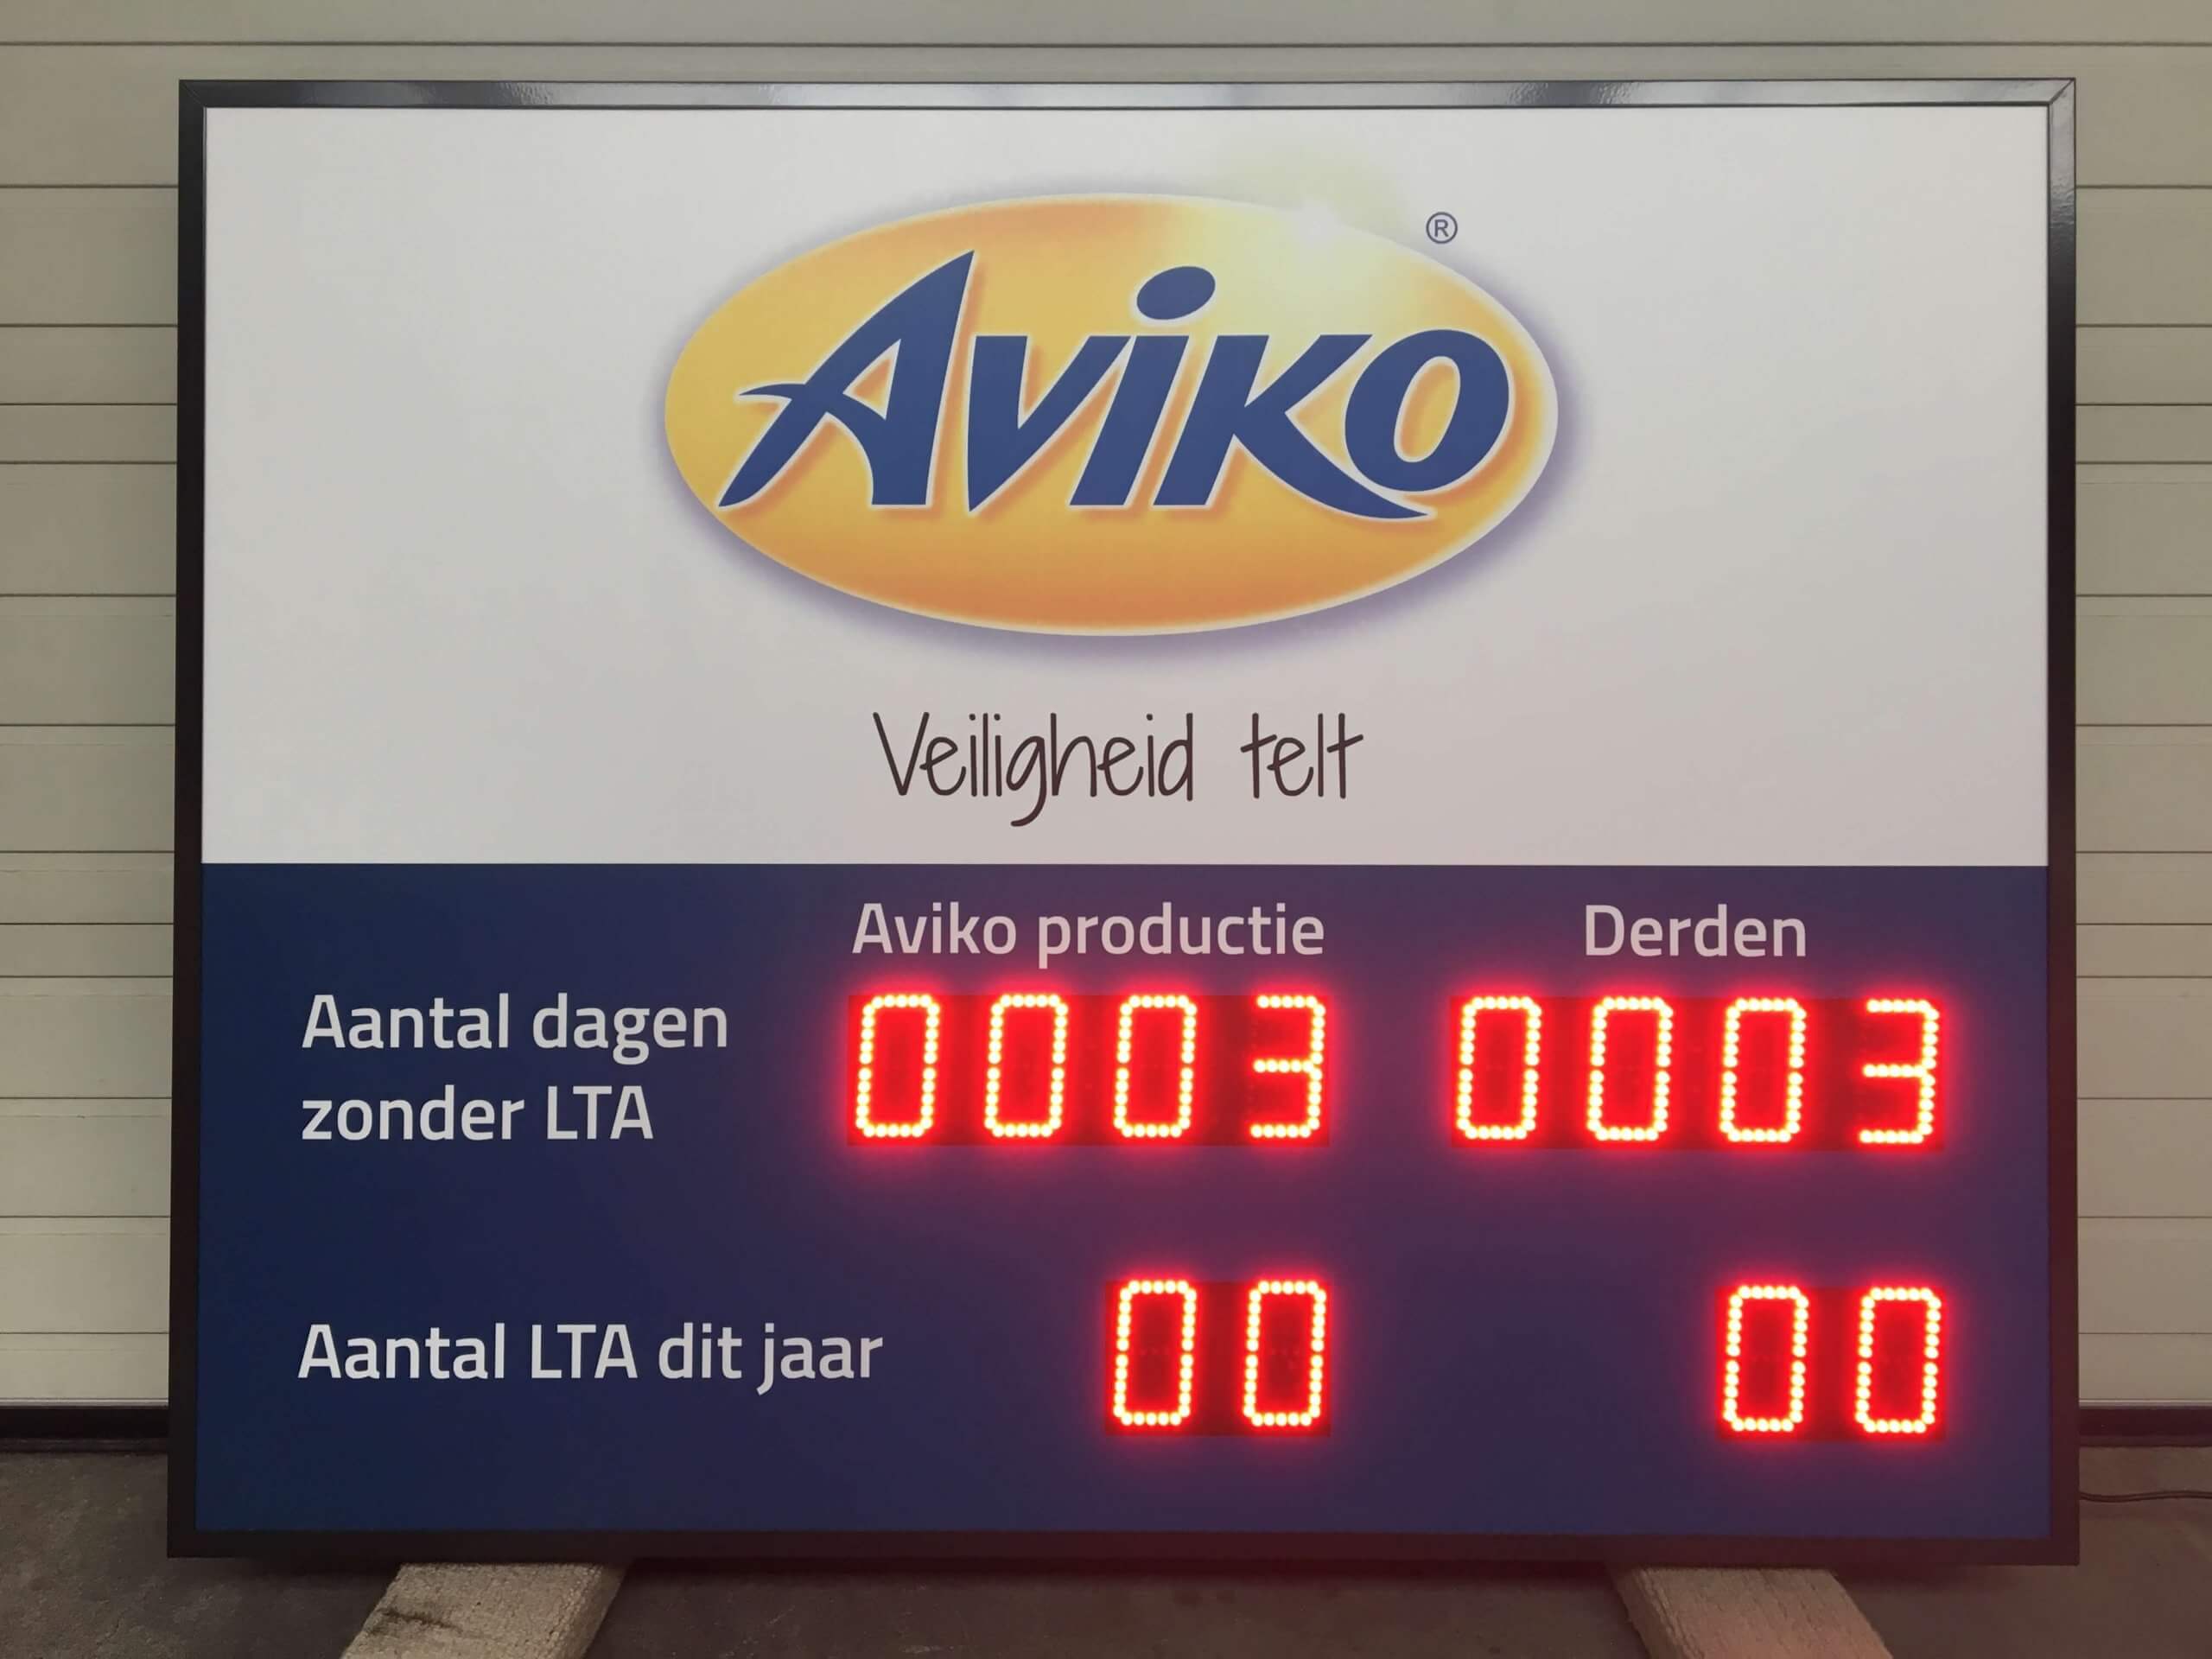 Aviko ®
Veiligheid telt
Aviko productie Derden
Aantal dagen
zonder LTA
0003 0003
Aantal LTA dit jaar 00 00